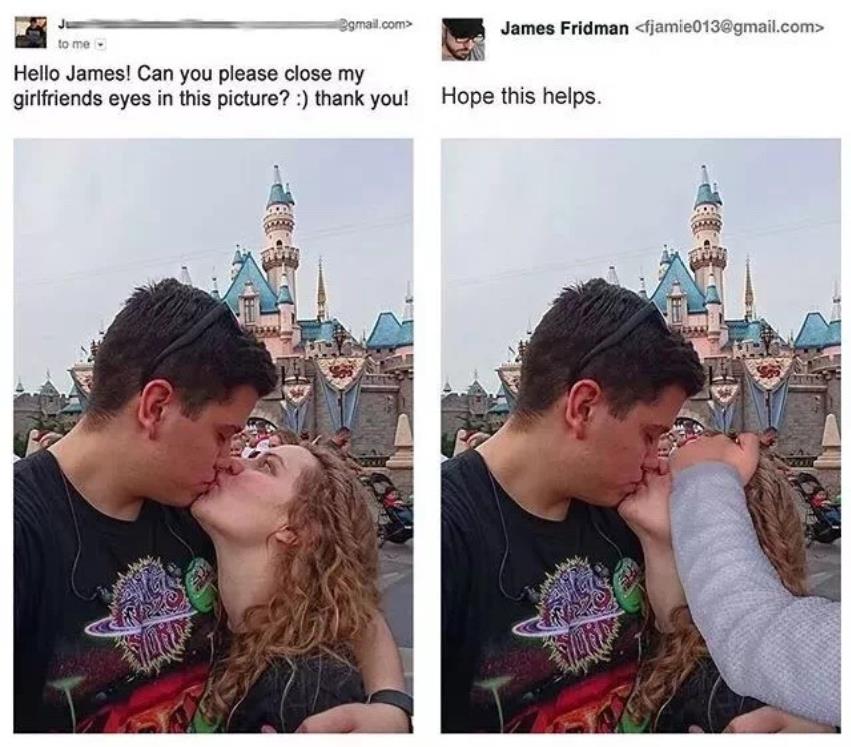 @gmail.com>
to me
Hello James! Can you please close my
girlfriends eyes in this picture? :) thank you!
James Fridman <fjamie013@gmail.com>
Hope this helps.